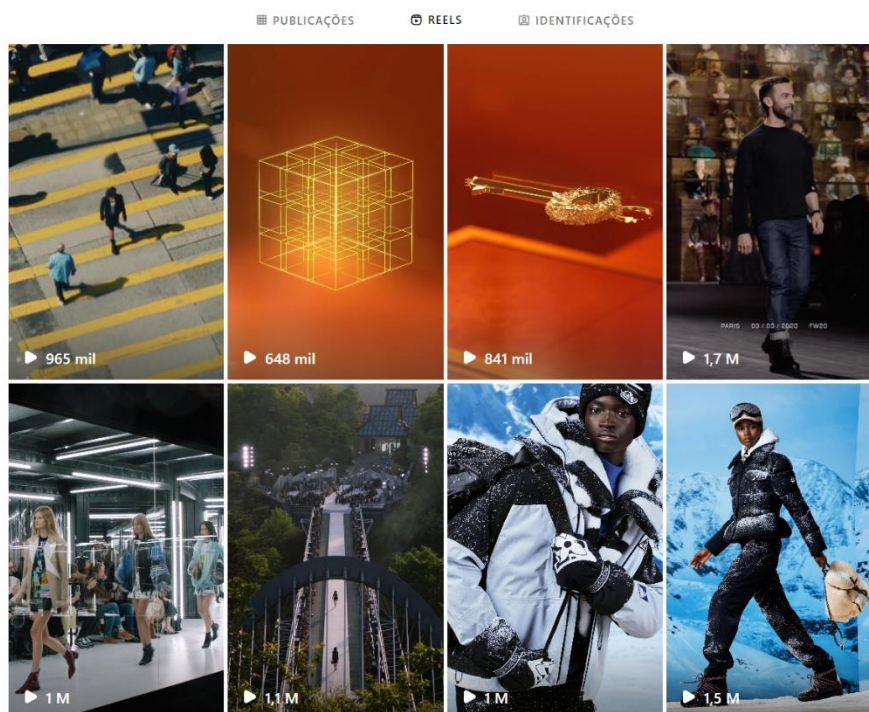 PUBLICAÇÕES REELS IDENTIFICAÇÕES
PARIS 03 / 03 / 2020 FW20
965 mil 648 mil 841 mil 1,7 M
1 M 1,1 M 1 M 1,5 M